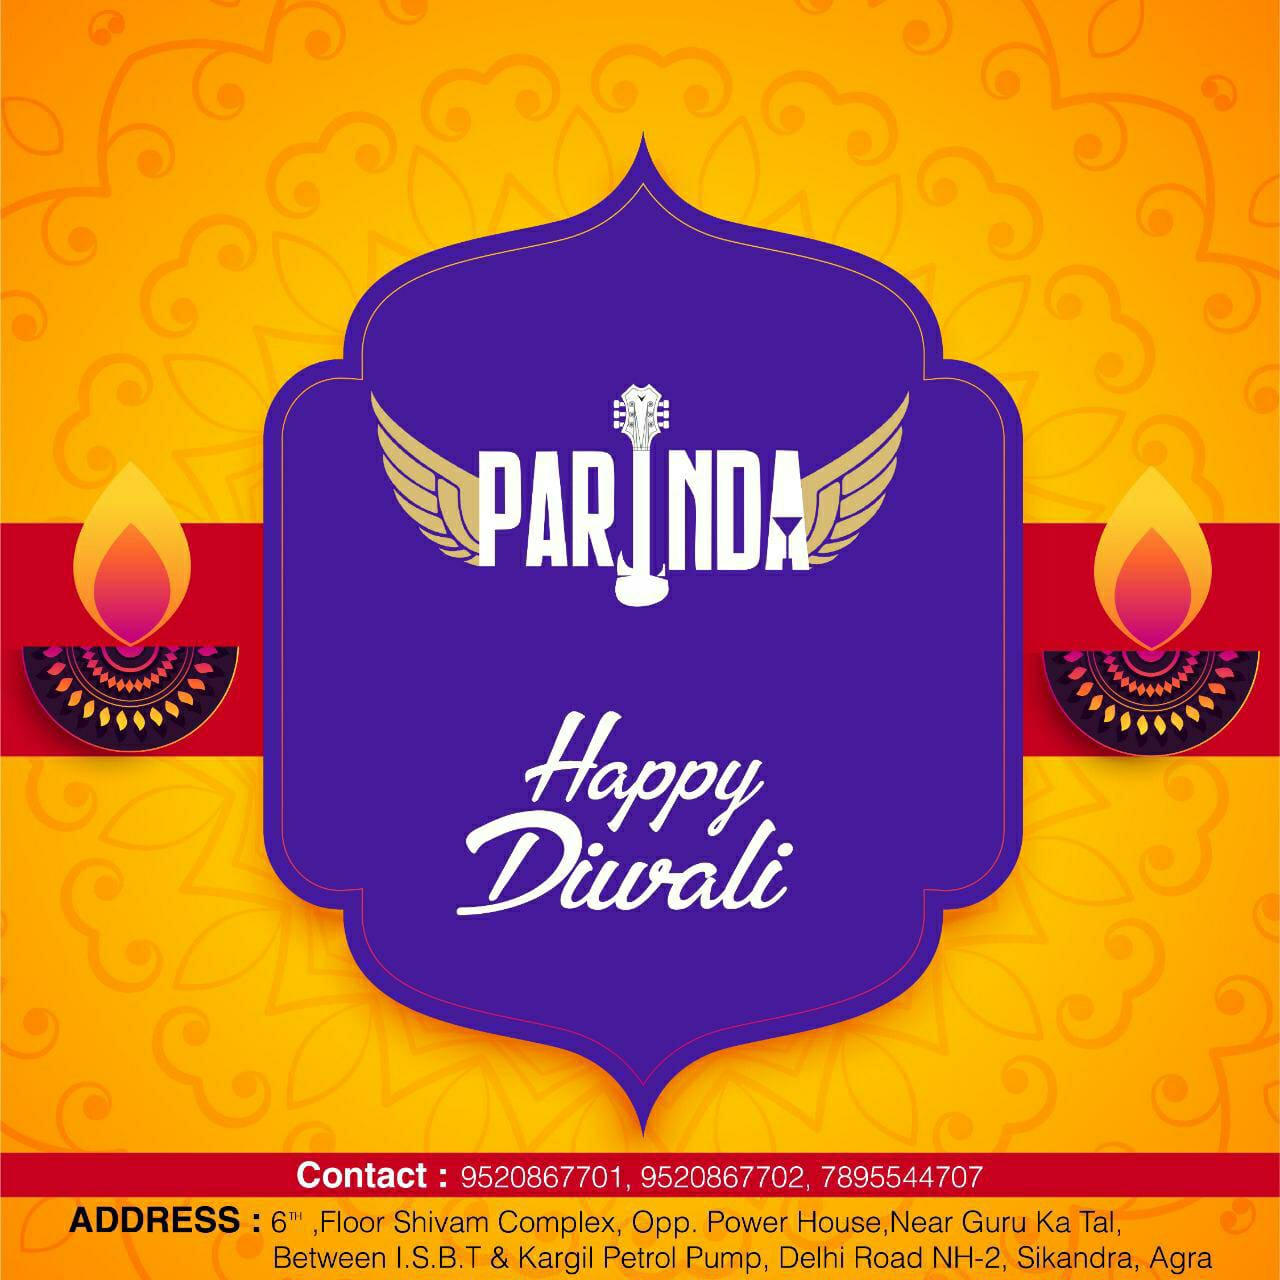 PARINDA
Happy
Diwali
Contact : 9520867701, 9520867702, 7895544707
ADDRESS : 6TH ,Floor Shivam Complex, Opp. Power House,Near Guru Ka Tal,
Between I.S.B.T & Kargil Petrol Pump, Delhi Road NH-2, Sikandra, Agra